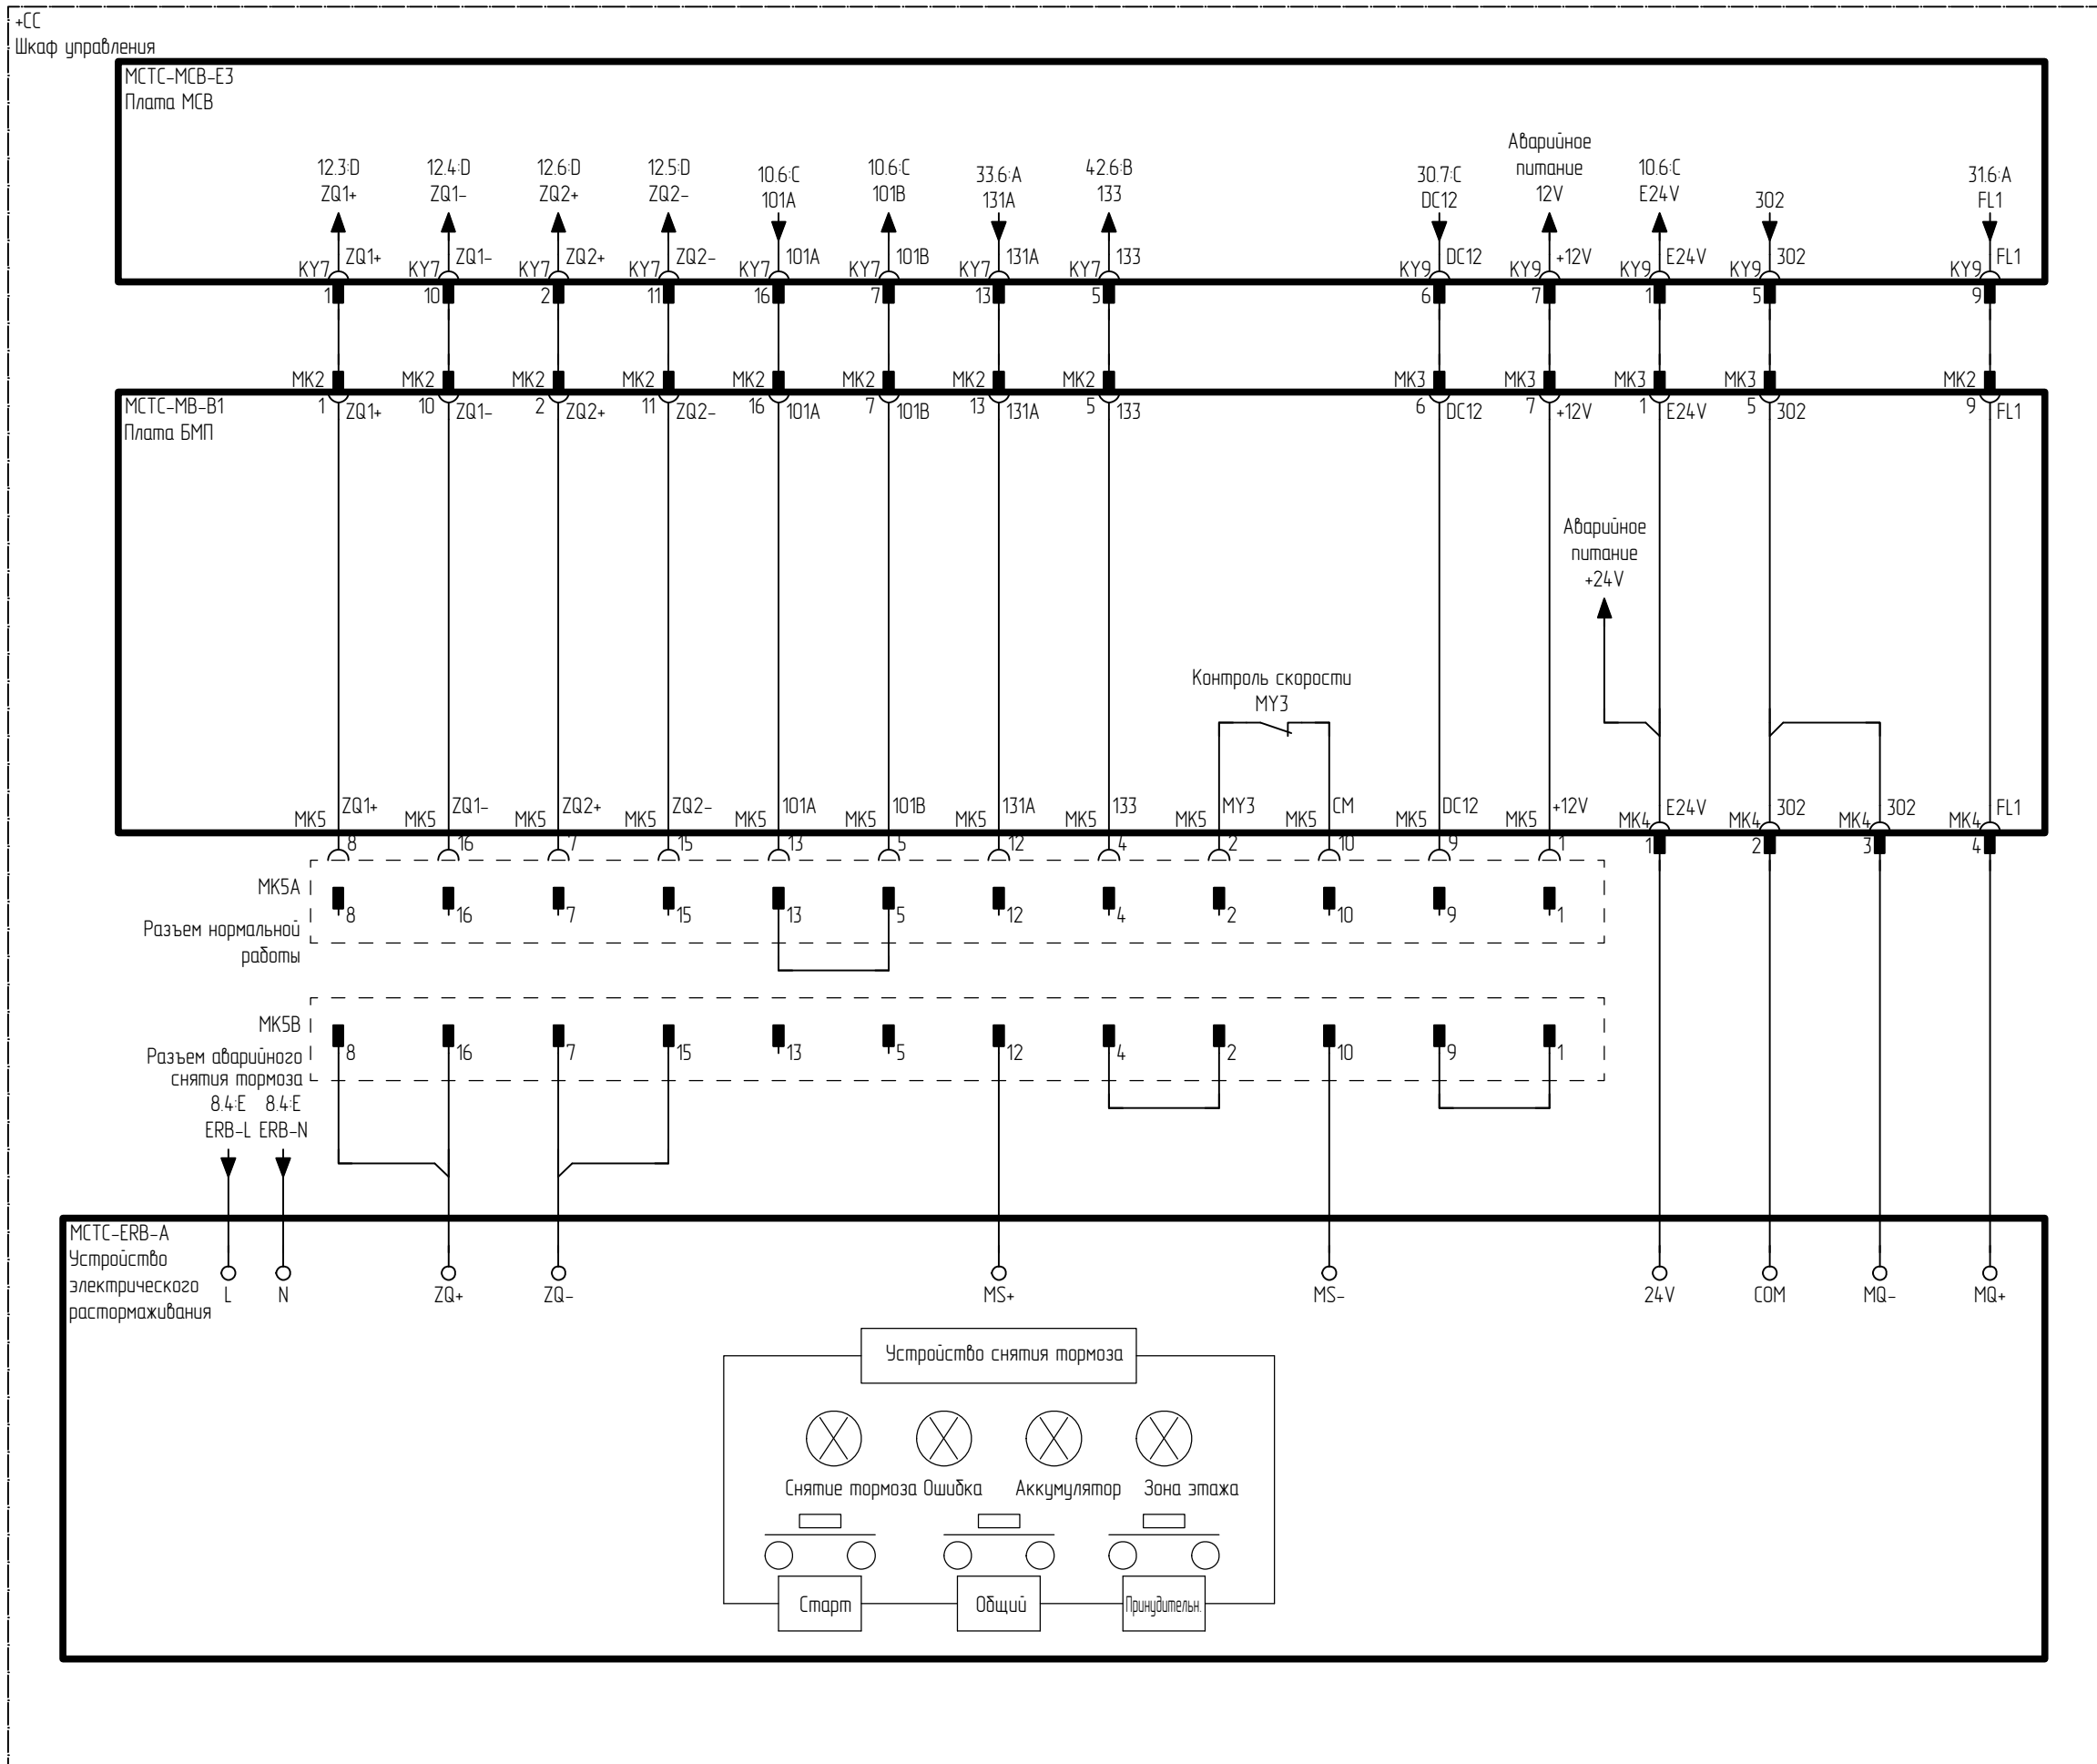 +CC
Шкаф управления
MCTC-MCB-E3
Плата МСВ
12.3:D 12.4:D 12.6:D 12.5:D 10.6:C 10.6:C 33.6:A 42.6:B 30.7:C Аварийное питание 10.6:C 31.6:A
ZQ1+ ZQ1- ZQ2+ ZQ2- 101A 101B 131A 133 DC12 12V E24V 302 FL1
ZQ1+ ZQ1- ZQ2+ ZQ2- 101A 101B 131A 133 DC12 +12V E24V 302 FL1
KY7 KY7 KY7 KY7 KY7 KY7 KY7 KY7 KY9 KY9 KY9 KY9 KY9
1 10 2 11 16 7 13 5 6 7 1 5 9
MK2 MK2 MK2 MK2 MK2 MK2 MK2 MK2 MK3 MK3 MK3 MK3 MK2
MCTC-MB-B1
Плата БМП
1 10 2 11 16 7 13 5 6 7 1 5 9
ZQ1+ ZQ1- ZQ2+ ZQ2- 101A 101B 131A 133 DC12 +12V E24V 302 FL1
Аварийное
питание
+24V
Контроль скорости
MY3
ZQ1+ ZQ1- ZQ2+ ZQ2- 101A 101B 131A 133 MY3 CM DC12 +12V E24V 302 302 FL1
MK5 MK5 MK5 MK5 MK5 MK5 MK5 MK5 MK5 MK5 MK5 MK5 MK4 MK4 MK4 MK4
8 16 7 15 13 5 12 4 2 10 9 1 1 2 3 4
MK5A
8 16 7 15 13 5 12 4 2 10 9 1
Разъем нормальной
работы
MK5B
8 16 7 15 13 5 12 4 2 10 9 1
Разъем аварийного
снятия тормоза
8.4:E 8.4:E
ERB-L ERB-N
MCTC-ERB-A
Устройство
электрического
растормаживания
L N ZQ+ ZQ- MS+ MS- 24V COM MQ- MQ+
Устройство снятия тормоза
Снятие тормоза Ошибка Аккумулятор Зона этажа
Старт Общий Принудительн.